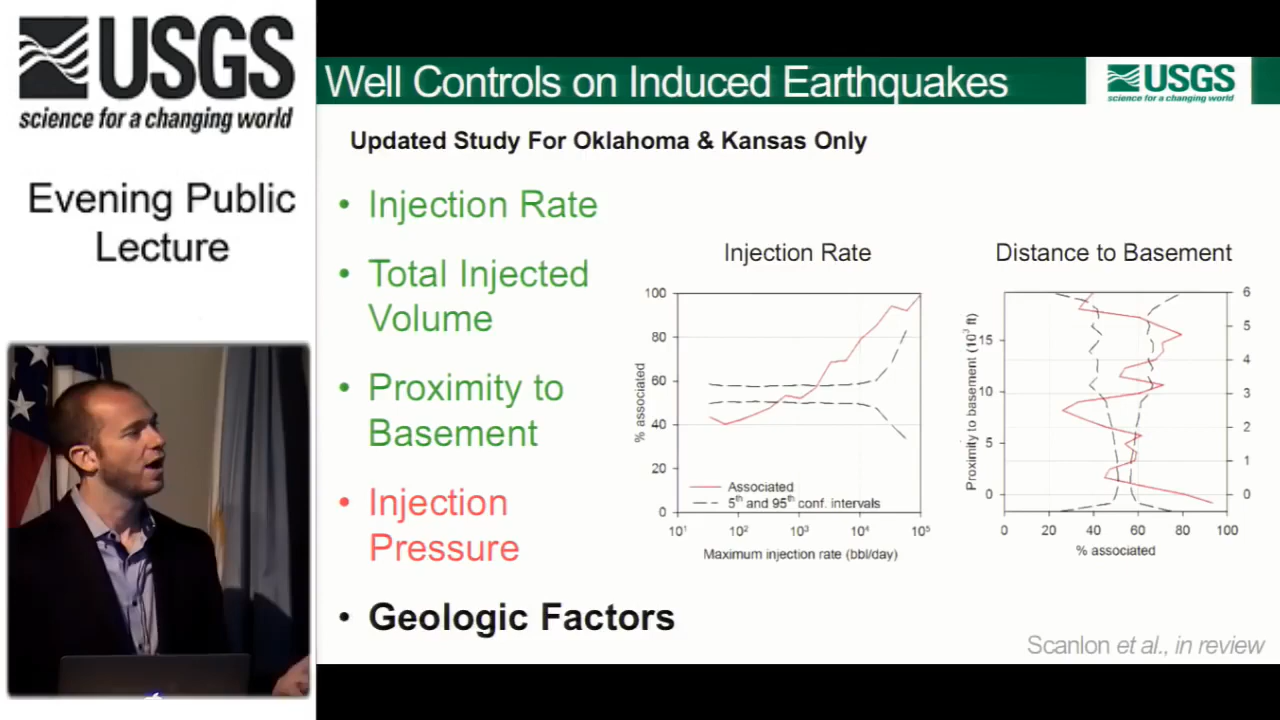 USGS
science for a changing world
Evening Public
Lecture
Well Controls on Induced Earthquakes
USGS
science for a changing world
Updated Study For Oklahoma & Kansas Only
• Injection Rate
• Total Injected
Volume
• Proximity to
Basement
• Injection
Pressure
• Geologic Factors
Injection Rate
% associated
100
80
60
40
20
0
Associated
5th and 95th conf. intervals
10¹ 10² 10³ 10⁴ 10⁵
Maximum injection rate (bbl/day)
Distance to Basement
Proximity to basement (10³ ft)
15
10
5
0
6
5
4
3
2
1
0
0 20 40 60 80 100
% associated
Scanlon et al., in review